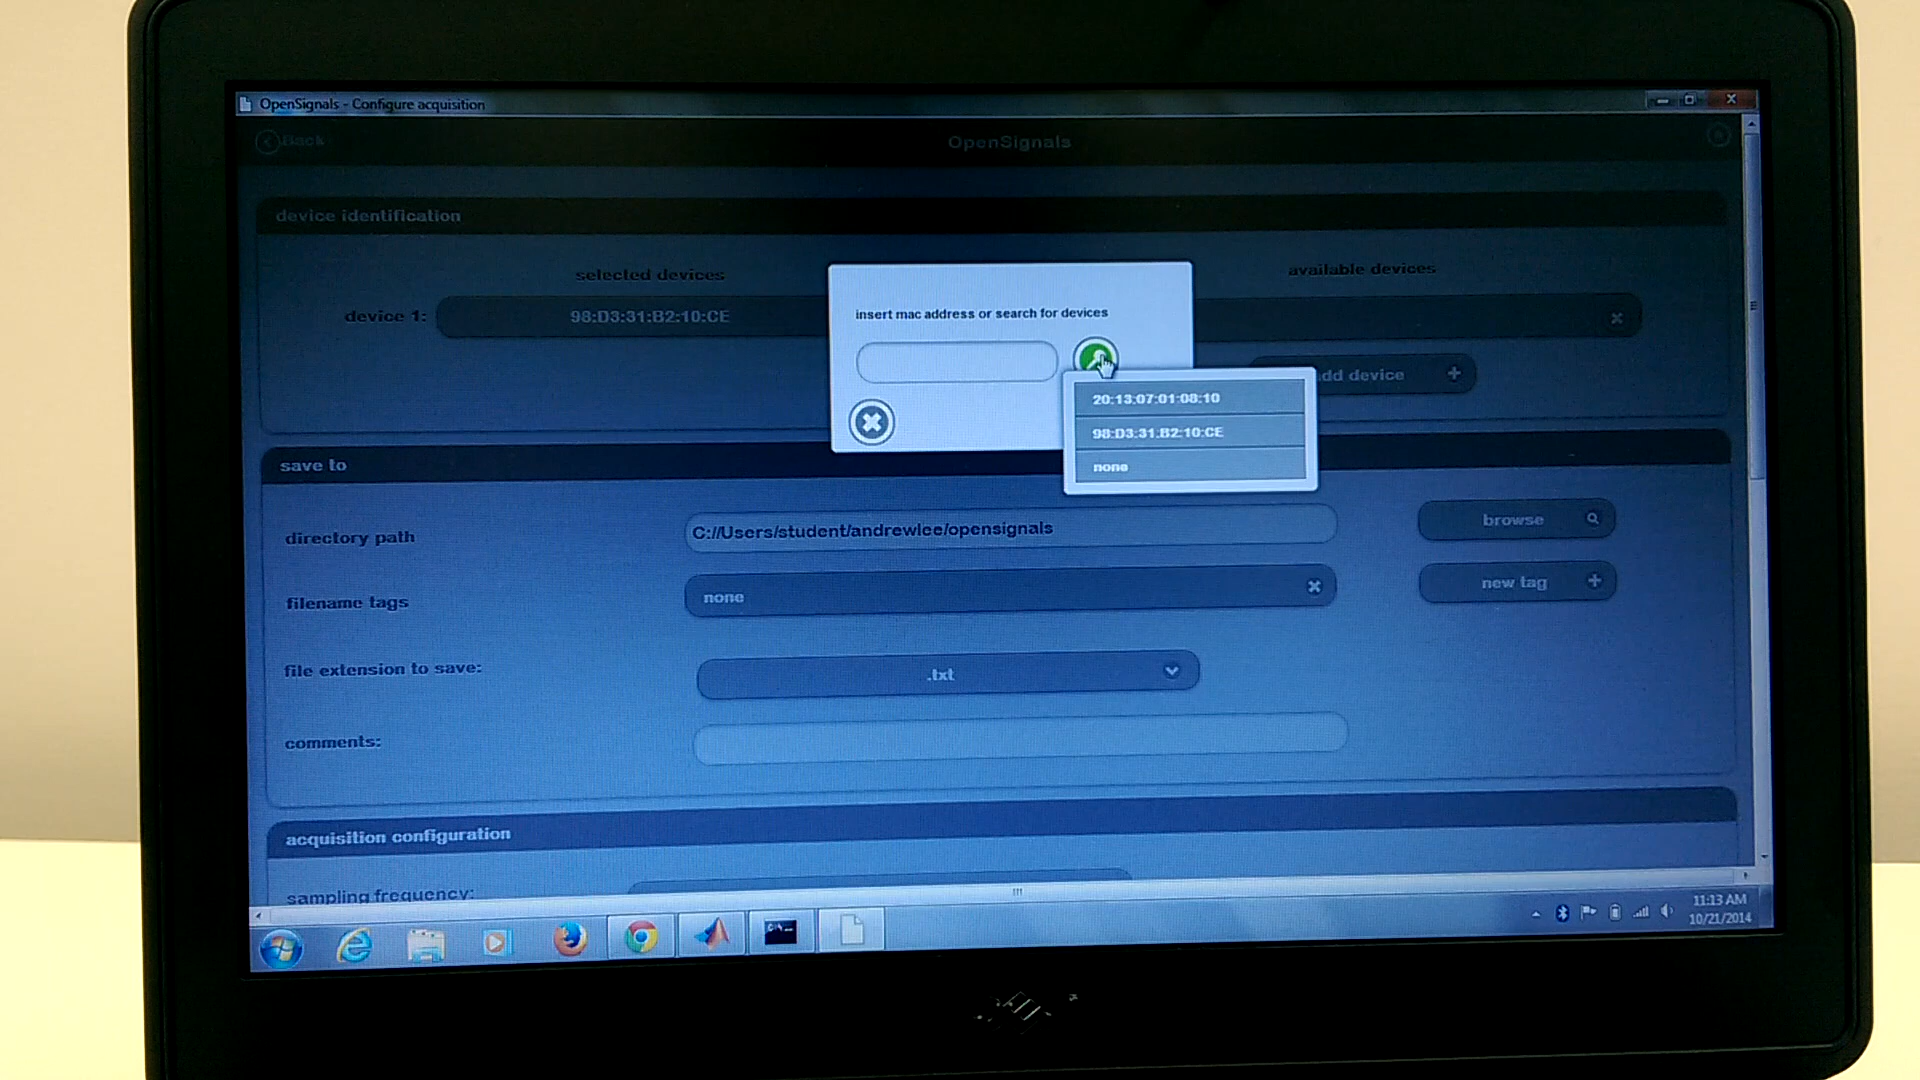 OpenSignals - Configure acquisition
Back
OpenSignals
device identification
selected devices
available devices
device 1:
98:D3:31:B2:10:CE
insert mac address or search for devices
add device
20:13:07:01:08:10
98:D3:31:B2:10:CE
none
save to
directory path
C://Users/student/andrewlee/opensignals
browse
filename tags
none
new tag
file extension to save:
.txt
comments:
acquisition configuration
sampling frequency:
11:13 AM
10/21/2014